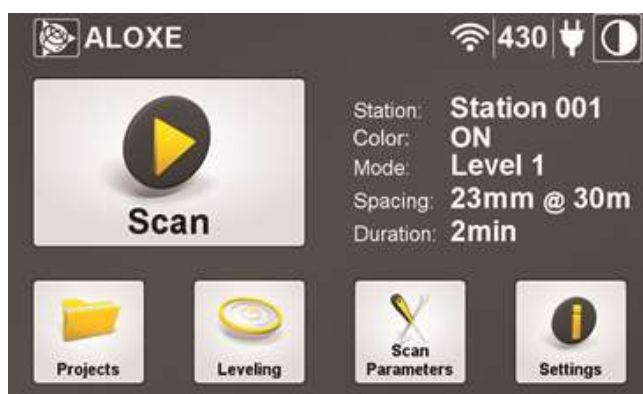 ALOXE
430
Scan
Station: Station 001
Color: ON
Mode: Level 1
Spacing: 23mm @ 30m
Duration: 2min
Projects
Leveling
Scan
Parameters
Settings